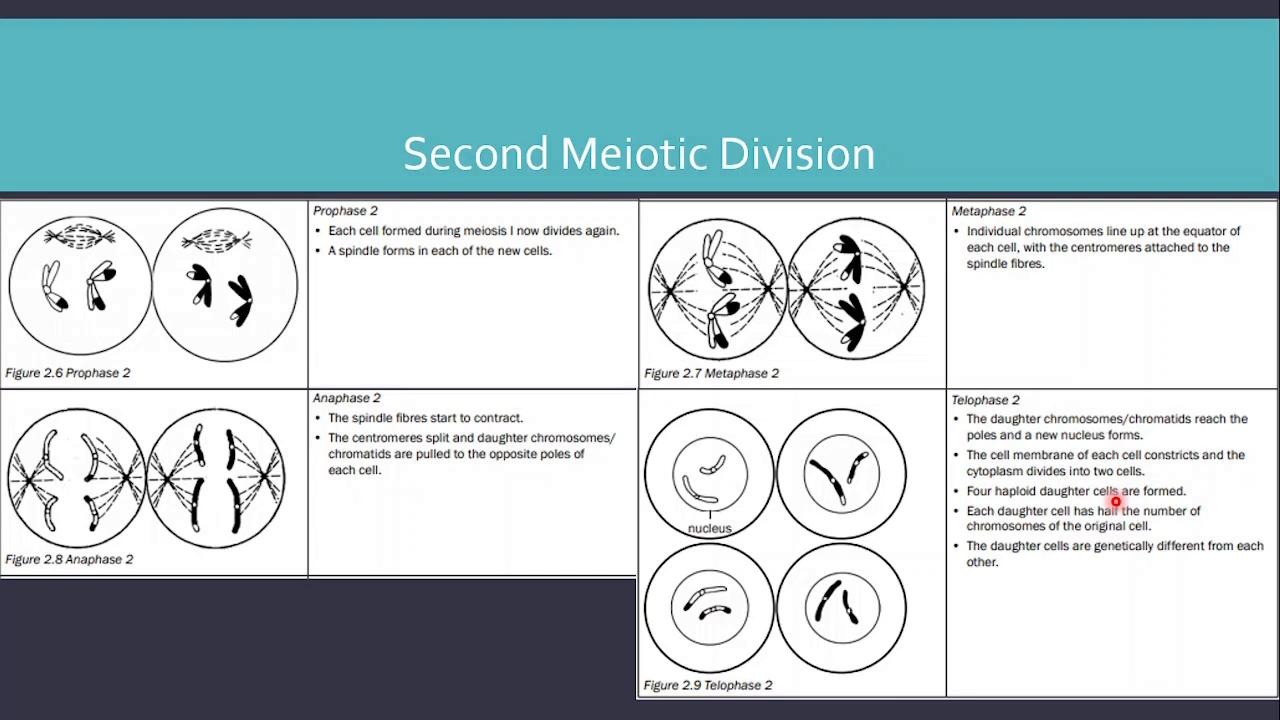 Second Meiotic Division
Prophase 2
• Each cell formed during meiosis I now divides again.
• A spindle forms in each of the new cells.
Figure 2.6 Prophase 2
Metaphase 2
• Individual chromosomes line up at the equator of
each cell, with the centromeres attached to the
spindle fibres.
Figure 2.7 Metaphase 2
Anaphase 2
• The spindle fibres start to contract.
• The centromeres split and daughter chromosomes/
chromatids are pulled to the opposite poles of
each cell.
Figure 2.8 Anaphase 2
Telophase 2
• The daughter chromosomes/chromatids reach the
poles and a new nucleus forms.
• The cell membrane of each cell constricts and the
cytoplasm divides into two cells.
• Four haploid daughter cells are formed.
• Each daughter cell has half the number of
chromosomes of the original cell.
• The daughter cells are genetically different from each
other.
nucleus
Figure 2.9 Telophase 2